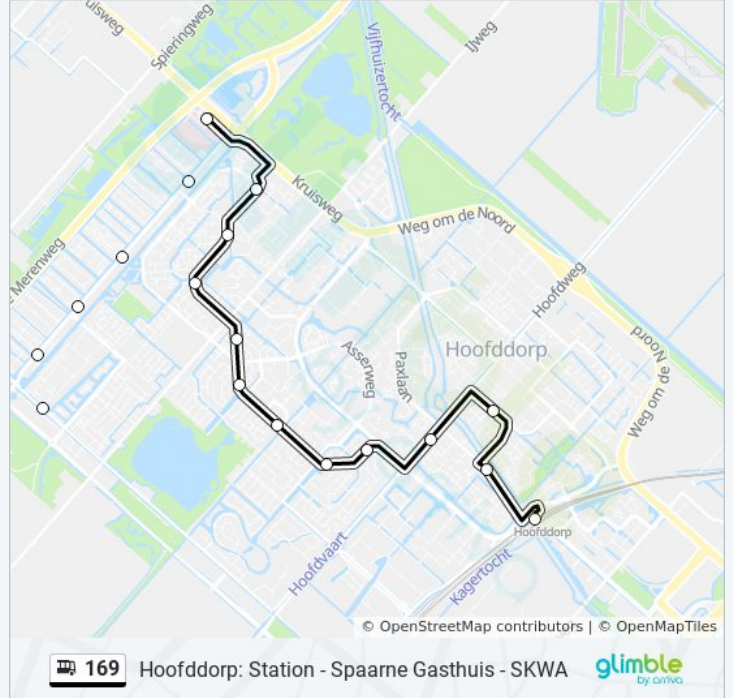 uisweg
Spieringweg
Vijfhuizertocht
IJweg
Kruisweg
Weg om de Noord
e Merenweg
Hoofdweg
Hoofddorp
Asserweg
Paxlaan
Weg om de Noord
Hoofdvaart
Hoofddorp
Kagertocht
© OpenStreetMap contributors | © OpenMapTiles
169 Hoofddorp: Station - Spaarne Gasthuis - SKWA
glimble
by arriva